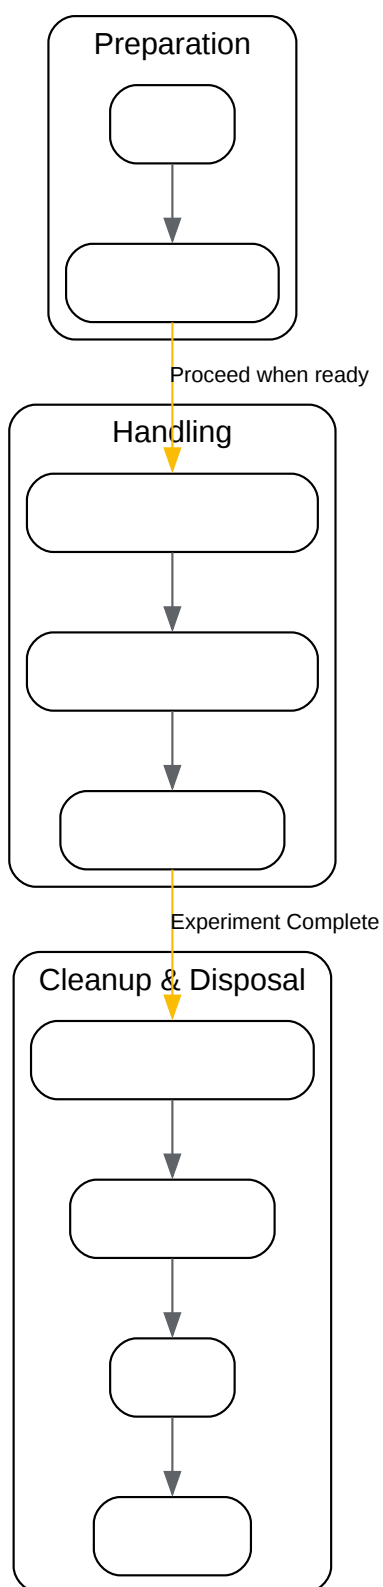 Preparation
Proceed when ready
Handling
Experiment Complete
Cleanup & Disposal